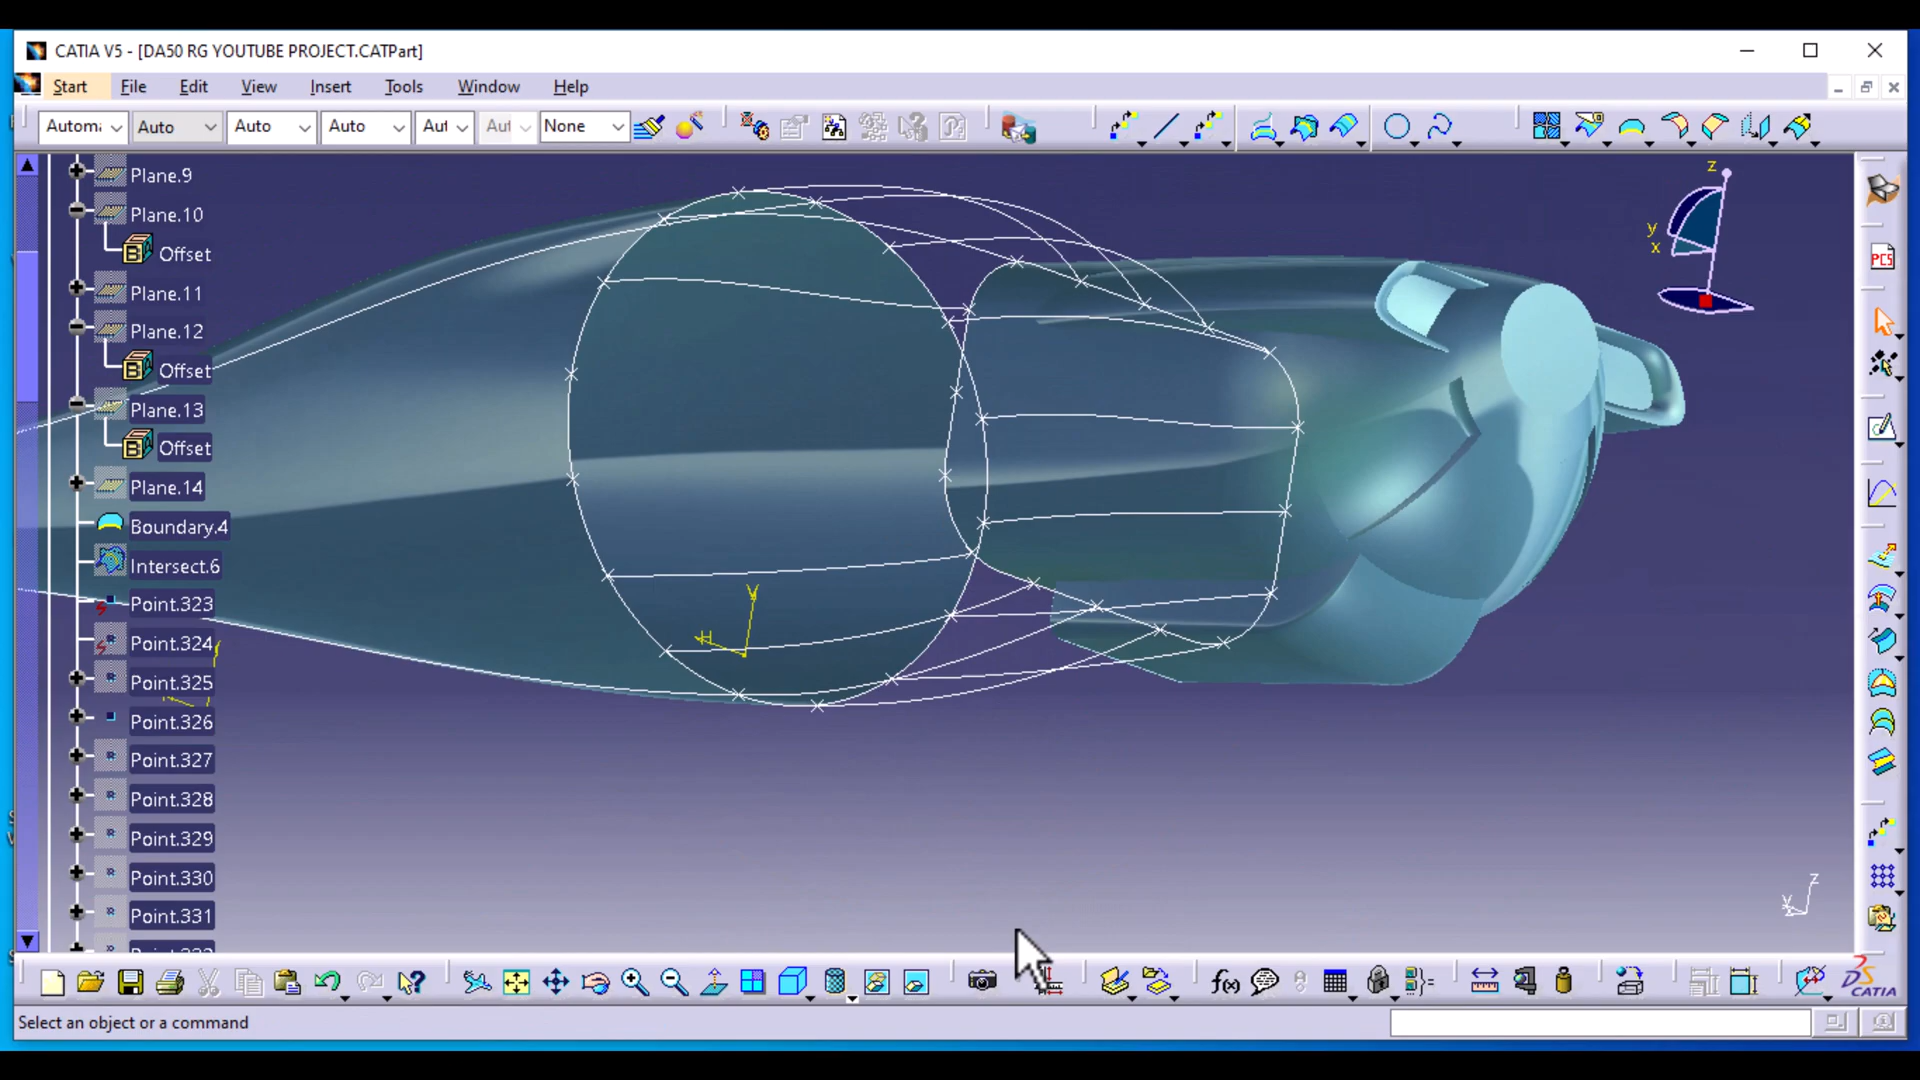 CATIA V5 - [DA50 RG YOUTUBE PROJECT.CATPart]
Start File Edit View Insert Tools Window Help
Automa Auto Auto Auto Aut Aut None
Plane.9
Plane.10
Offset
Plane.11
Plane.12
Offset
Plane.13
Offset
Plane.14
Boundary.4
Intersect.6
Point.323
Point.324
Point.325
Point.326
Point.327
Point.328
Point.329
Point.330
Point.331
z
y
x
PCS
V
H
z
y
f(x)
CATIA
Select an object or a command